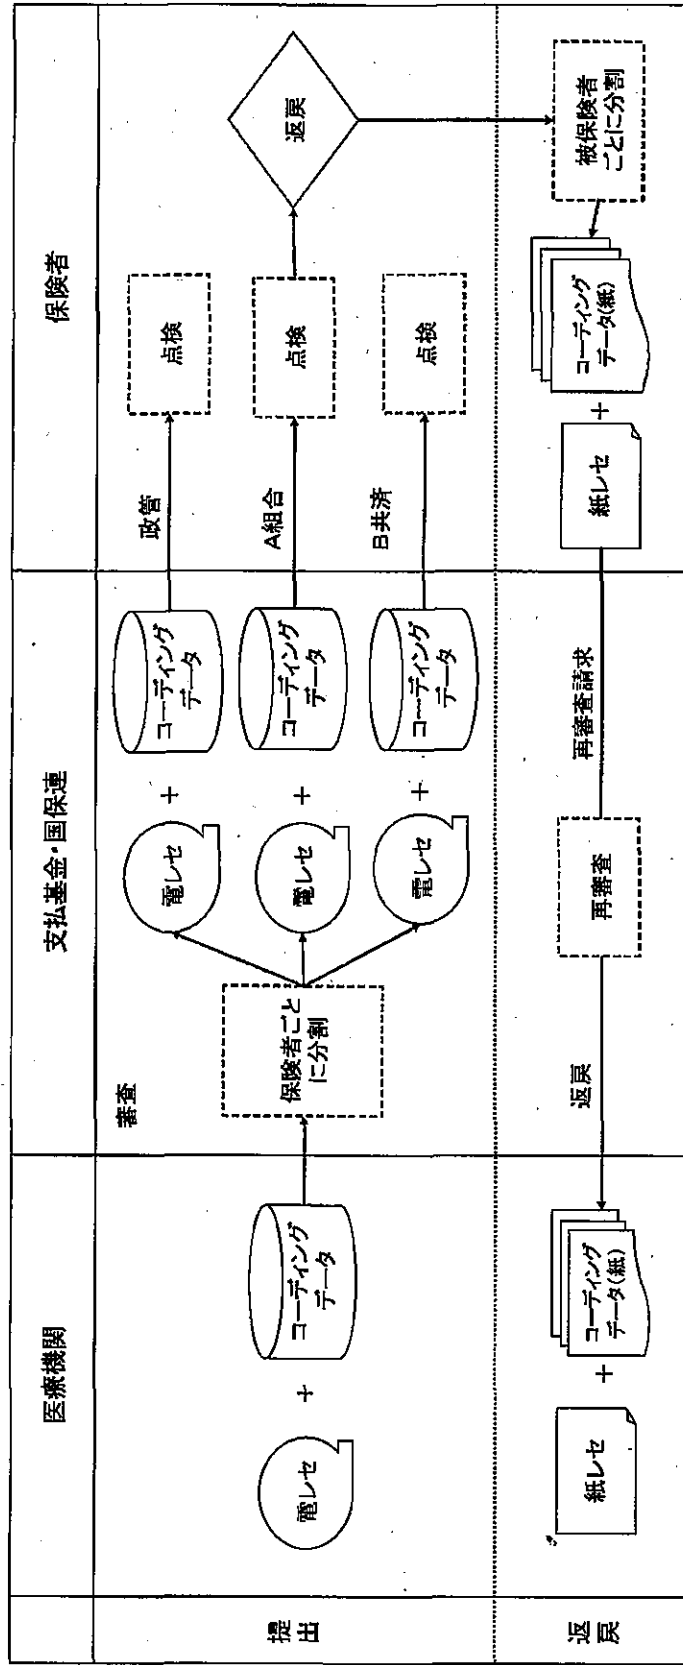 医療機関
支払基金・国保連
保険者
提出
電レセ
+
コーディング
データ
審査
保険者ごと
に分割
電レセ
+
コーディング
データ
政管
点検
電レセ
+
コーディング
データ
A組合
点検
返戻
電レセ
+
コーディング
データ
B共済
点検
返戻
紙レセ
+
コーディング
データ(紙)
返戻
再審査
再審査請求
紙レセ
+
コーディング
データ(紙)
被保険者
ごとに分割